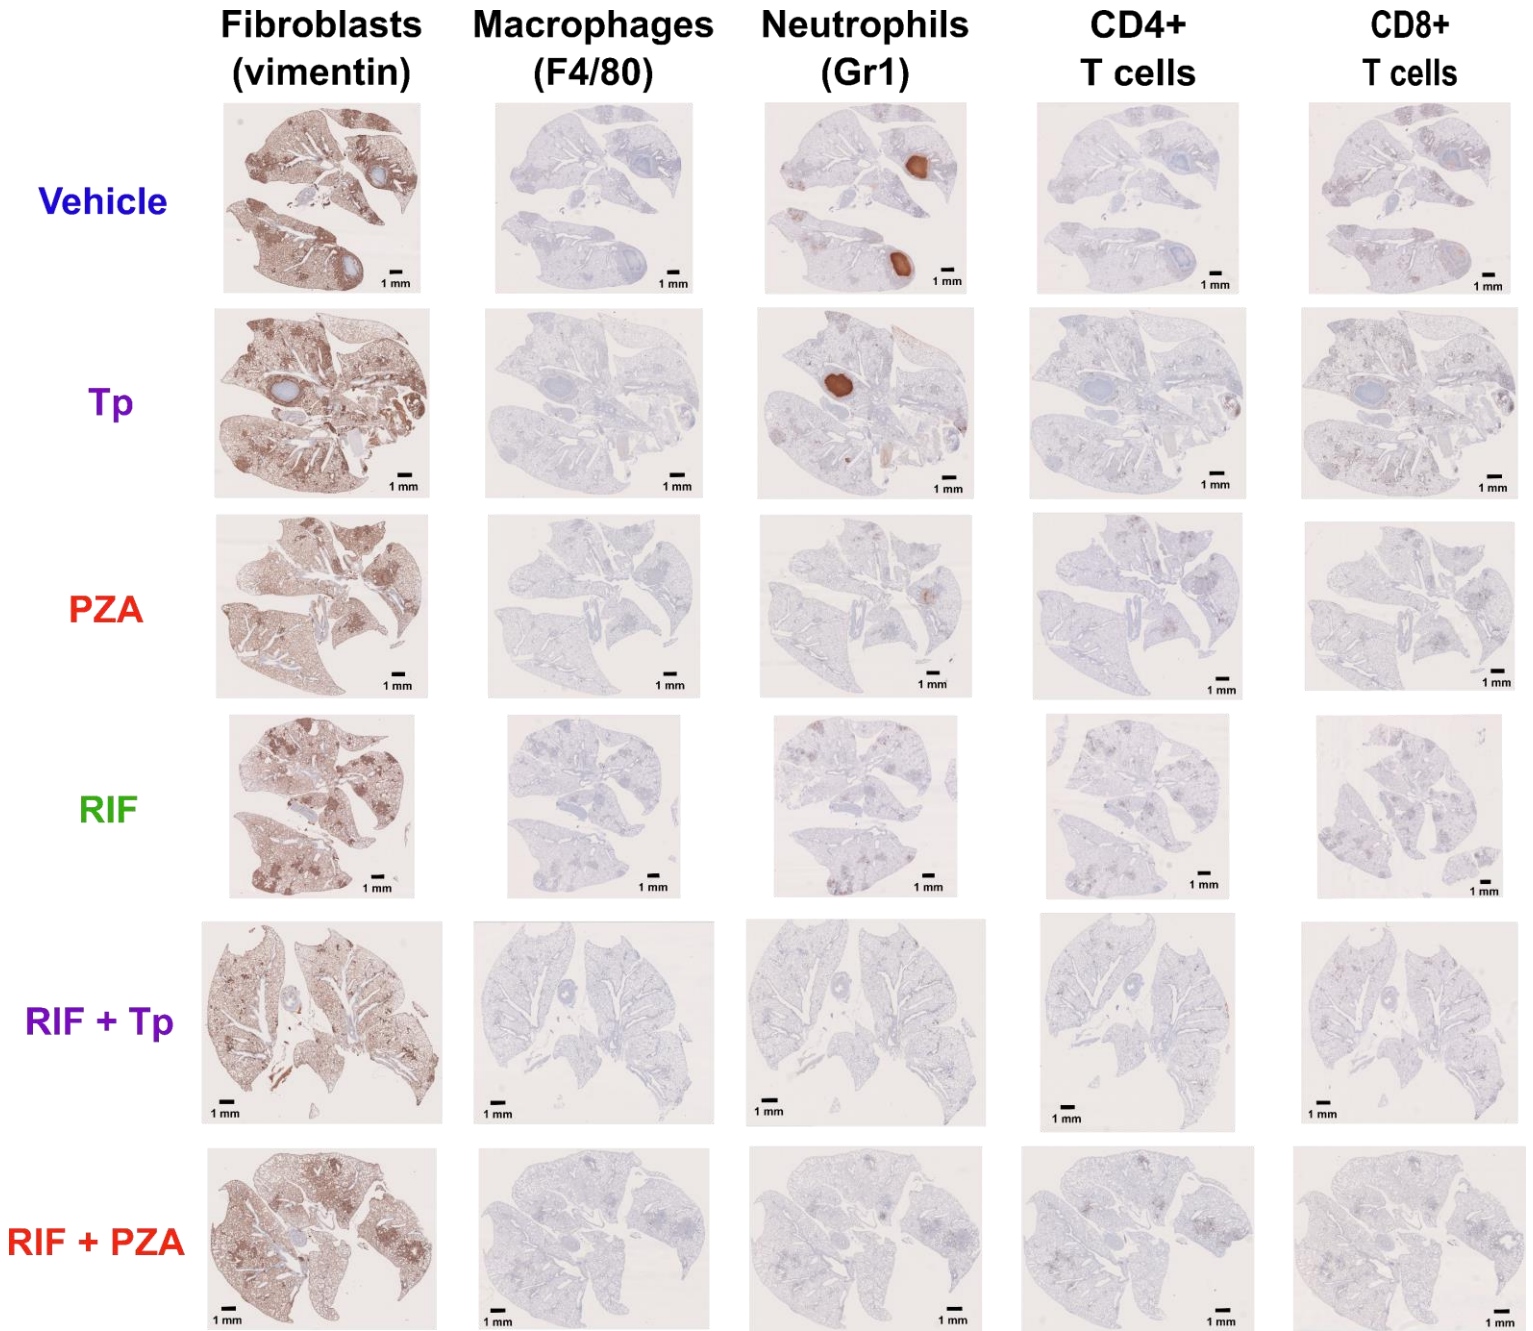 Fibroblasts Macrophages Neutrophils CD4+ CD8+
(vimentin) (F4/80) (Gr1) T cells T cells
Vehicle
1 mm 1 mm 1 mm 1 mm 1 mm
Tp
1 mm 1 mm 1 mm 1 mm 1 mm
PZA
1 mm 1 mm 1 mm 1 mm 1 mm
RIF
1 mm 1 mm 1 mm 1 mm 1 mm
RIF + Tp
1 mm 1 mm 1 mm 1 mm 1 mm
RIF + PZA
1 mm 1 mm 1 mm 1 mm 1 mm